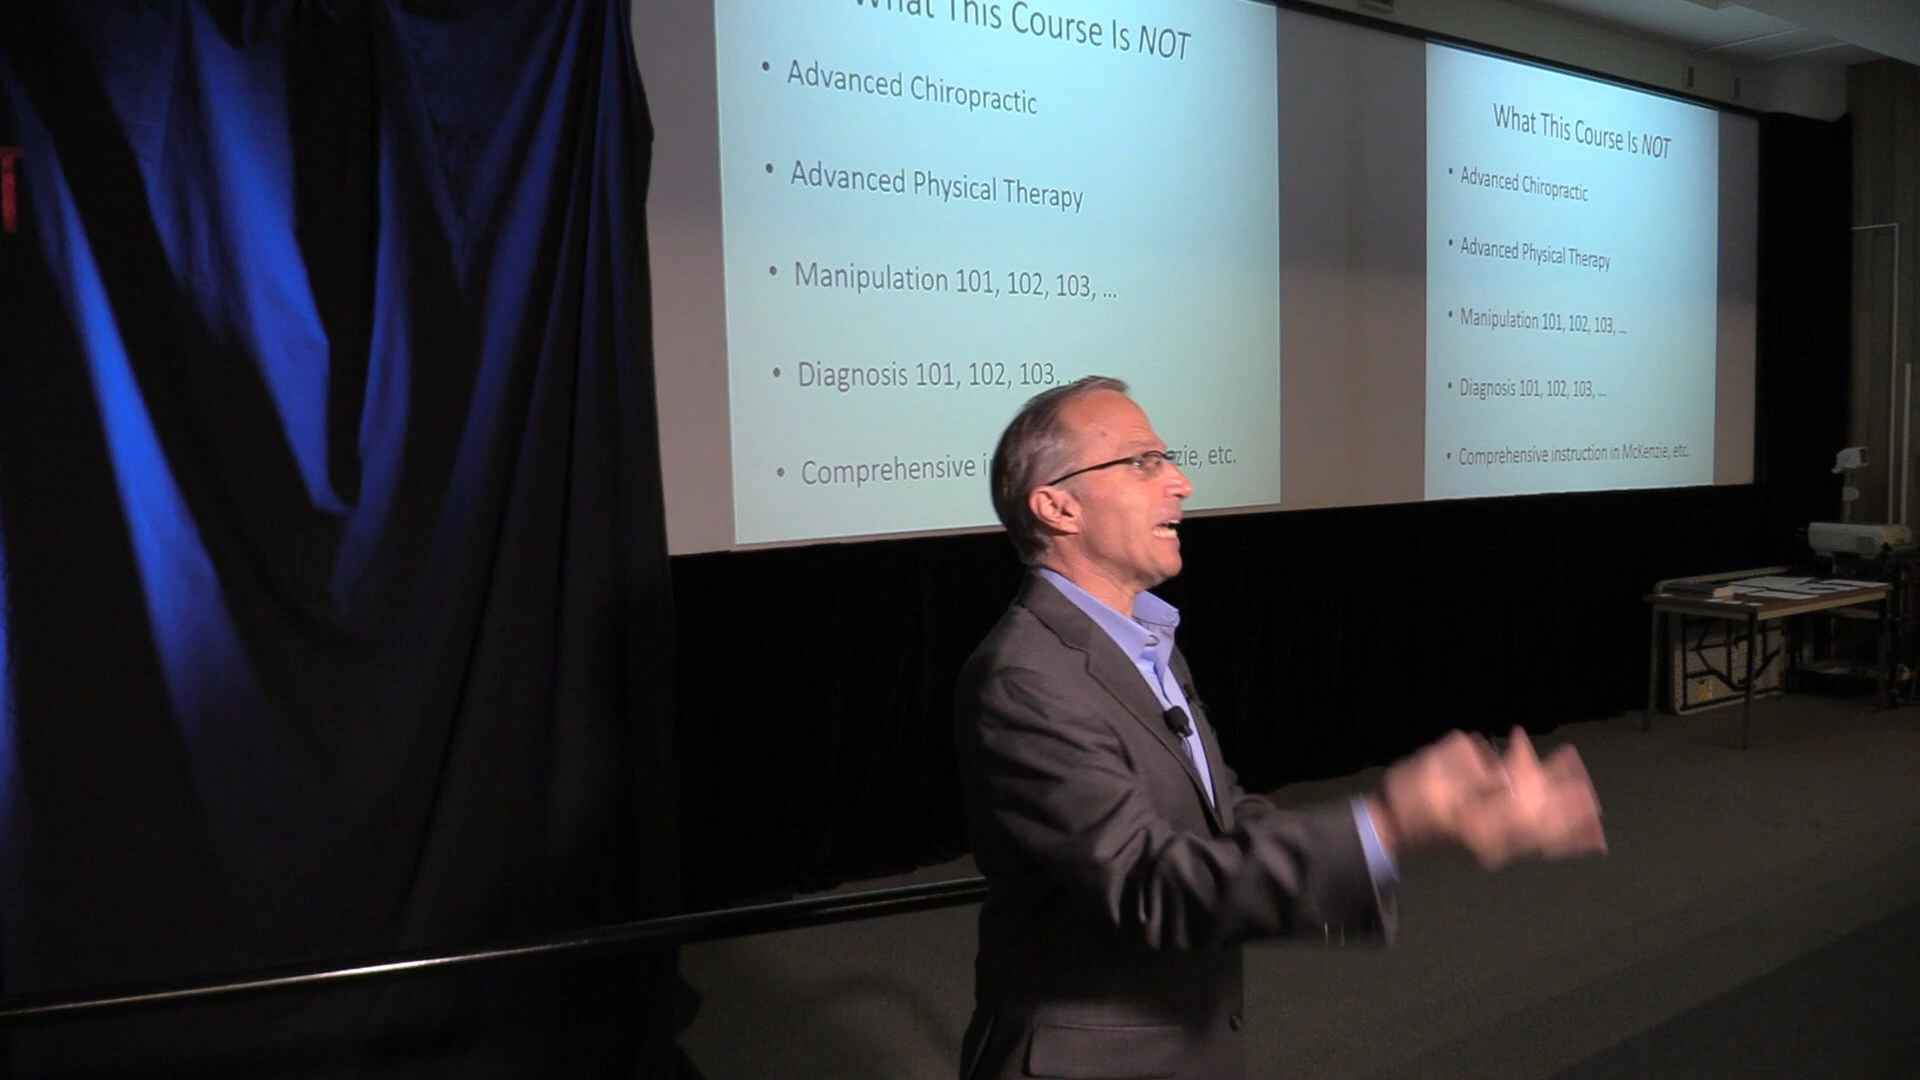 What This Course Is NOT
• Advanced Chiropractic
• Advanced Physical Therapy
• Manipulation 101, 102, 103, ...
• Diagnosis 101, 102, 103,
• Comprehensive zie, etc.
What This Course Is NOT
• Advanced Chiropractic
• Advanced Physical Therapy
• Manipulation 101, 102, 103, ...
• Diagnosis 101, 102, 103, ...
• Comprehensive instruction in McKenzie, etc.
T